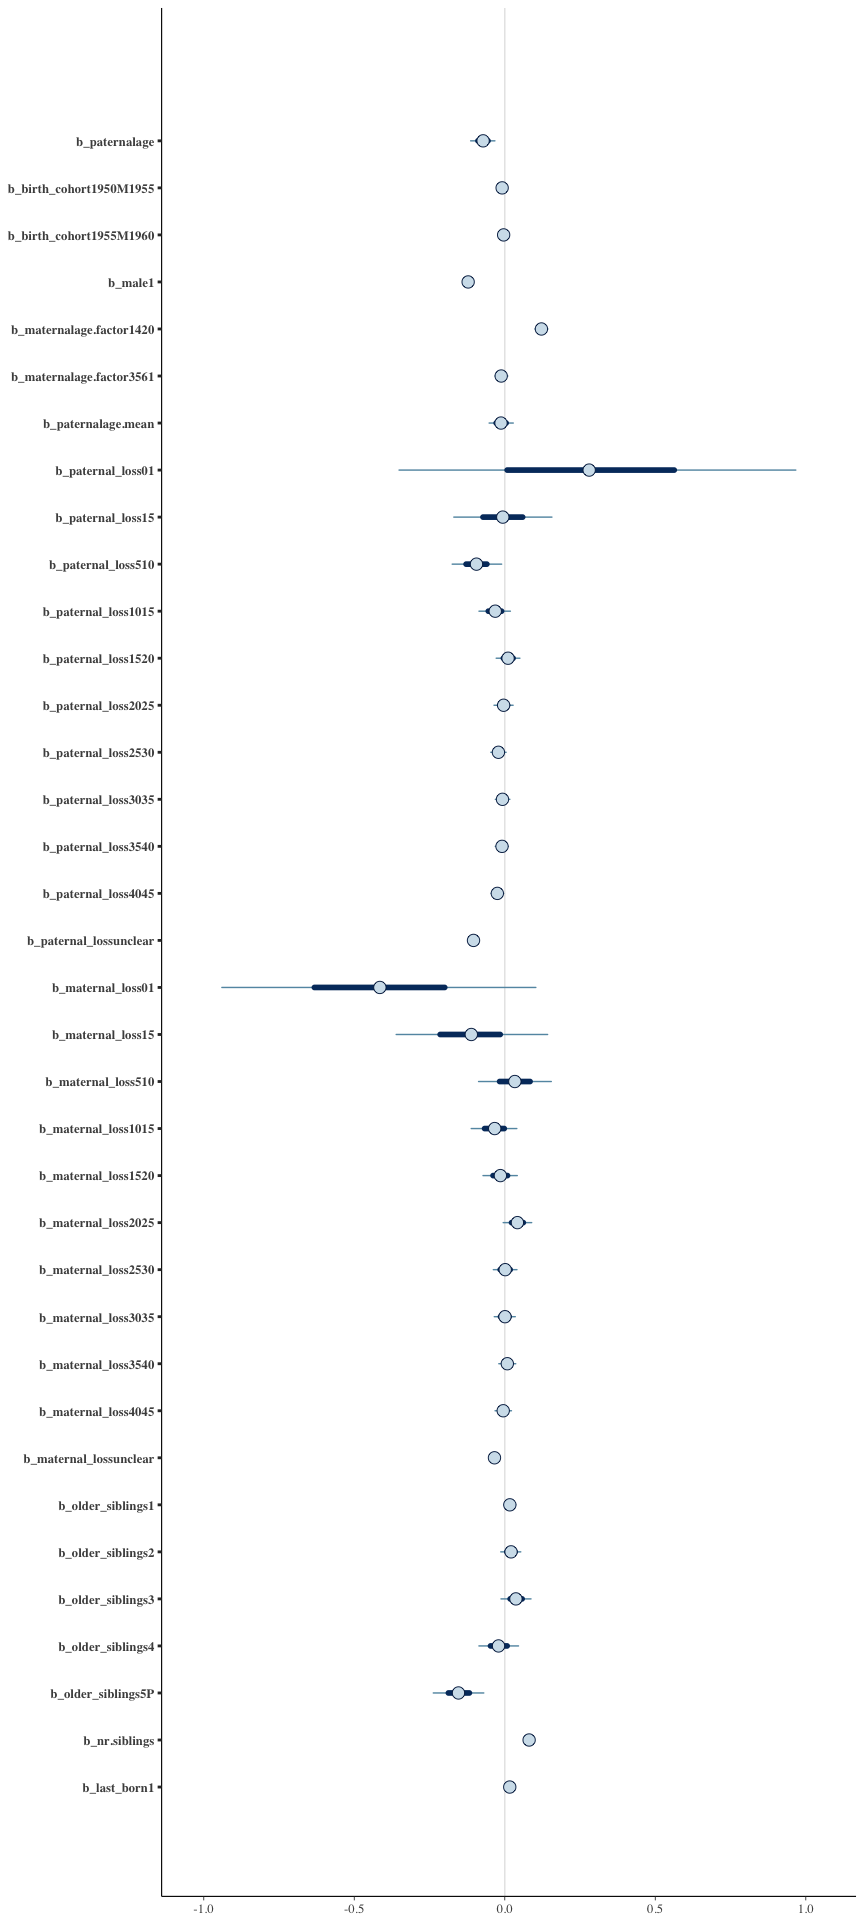 b_paternalage
b_birth_cohort1950M1955
b_birth_cohort1955M1960
b_male1
b_maternalage.factor1420
b_maternalage.factor3561
b_paternalage.mean
b_paternal_loss01
b_paternal_loss15
b_paternal_loss510
b_paternal_loss1015
b_paternal_loss1520
b_paternal_loss2025
b_paternal_loss2530
b_paternal_loss3035
b_paternal_loss3540
b_paternal_loss4045
b_paternal_lossunclear
b_maternal_loss01
b_maternal_loss15
b_maternal_loss510
b_maternal_loss1015
b_maternal_loss1520
b_maternal_loss2025
b_maternal_loss2530
b_maternal_loss3035
b_maternal_loss3540
b_maternal_loss4045
b_maternal_lossunclear
b_older_siblings1
b_older_siblings2
b_older_siblings3
b_older_siblings4
b_older_siblings5P
b_nr.siblings
b_last_born1
-1.0 -0.5 0.0 0.5 1.0